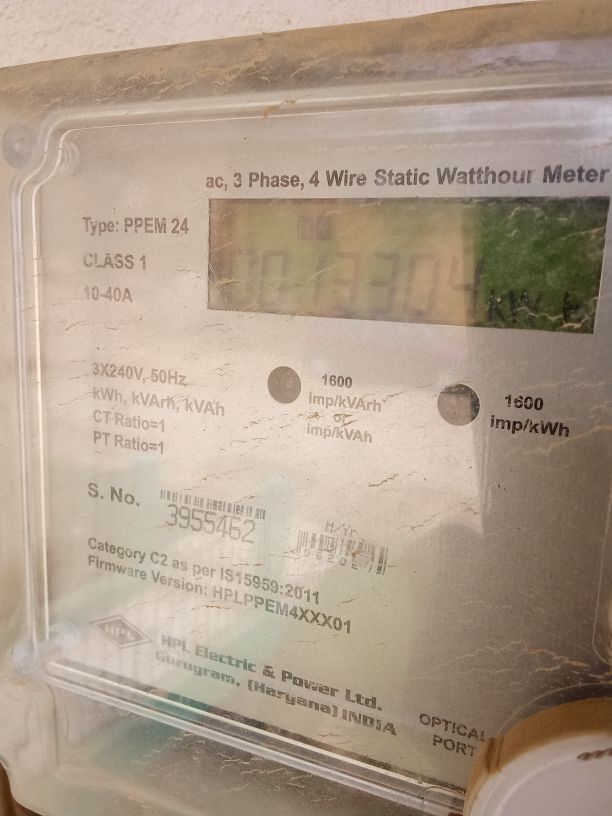 ac, 3 Phase, 4 Wire Static Watthour Meter
Type: PPEM 24
CLASS 1
10-40A
0013304 kWh
3X240V, 50Hz
kWh, kVArh, kVAh
CT Ratio=1
PT Ratio=1
1600
imp/kVArh
or
imp/kVAh
1600
imp/kWh
S. No.
3955462
M/Yr.
Category C2 as per IS15959:2011
Firmware Version: HPLPPEM4XXX01
HPL
HPL Electric & Power Ltd.
Gurugram. (Haryana) INDIA
OPTICAL
PORT